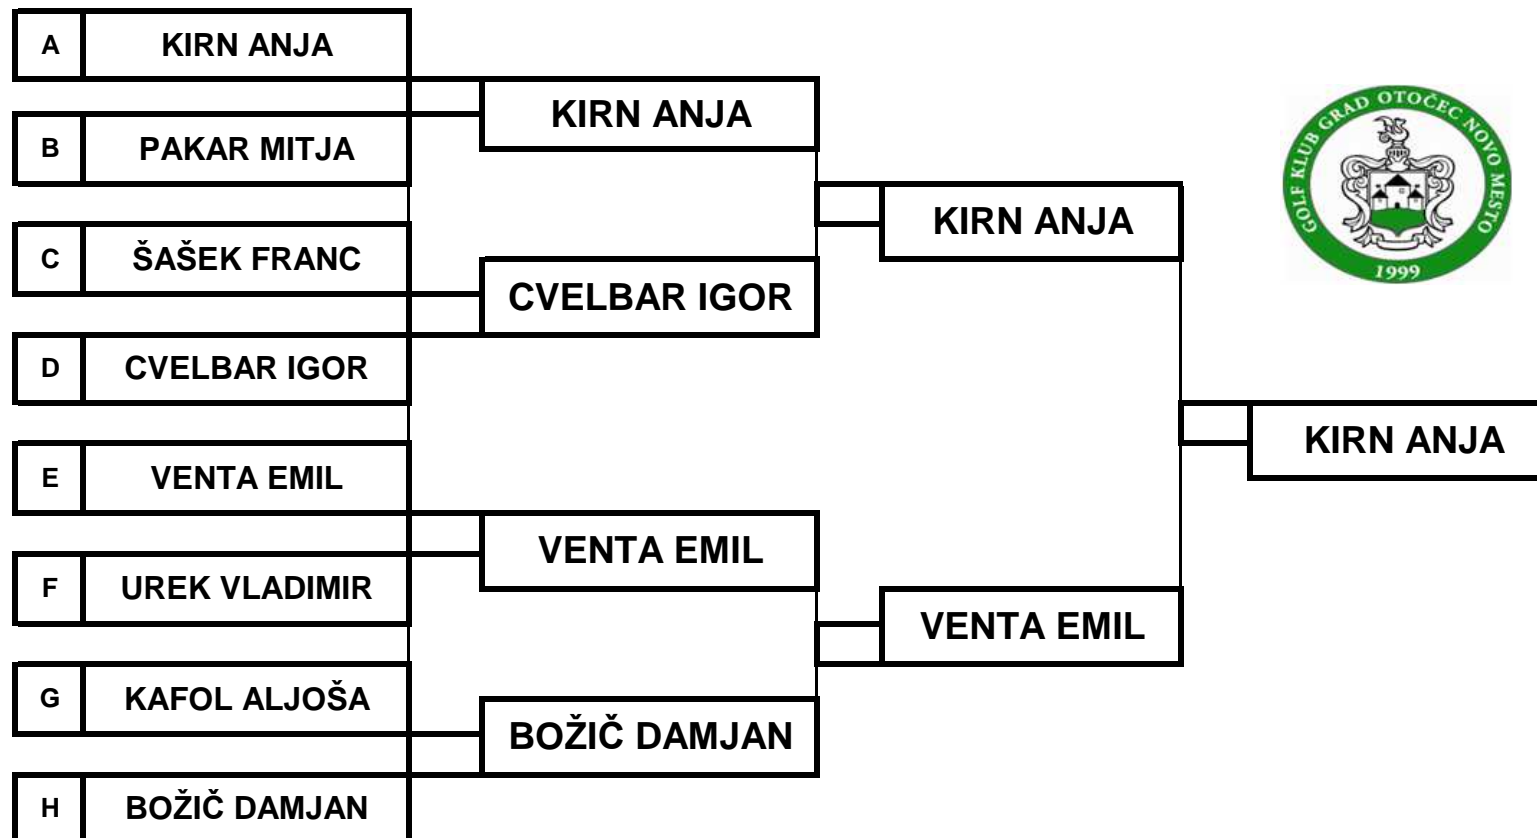 A KIRN ANJA
B PAKAR MITJA
C ŠAŠEK FRANC
D CVELBAR IGOR
E VENTA EMIL
F UREK VLADIMIR
G KAFOL ALJOŠA
H BOŽIČ DAMJAN
KIRN ANJA
CVELBAR IGOR
VENTA EMIL
BOŽIČ DAMJAN
KIRN ANJA
VENTA EMIL
KIRN ANJA
GOLF KLUB GRAD OTOČEC NOVO MESTO
1999